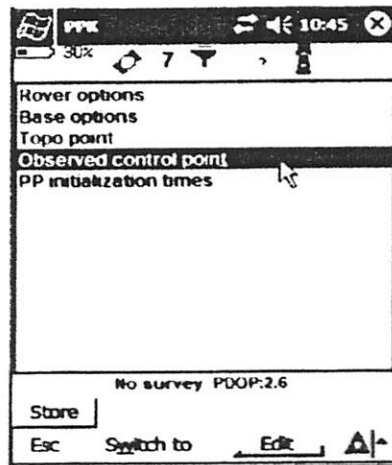 PPK 10:45
30% 7
Rover options
Base options
Topo point
Observed control point
PP initialization times
No survey PDOP:2.6
Store
Esc Switch to Edit